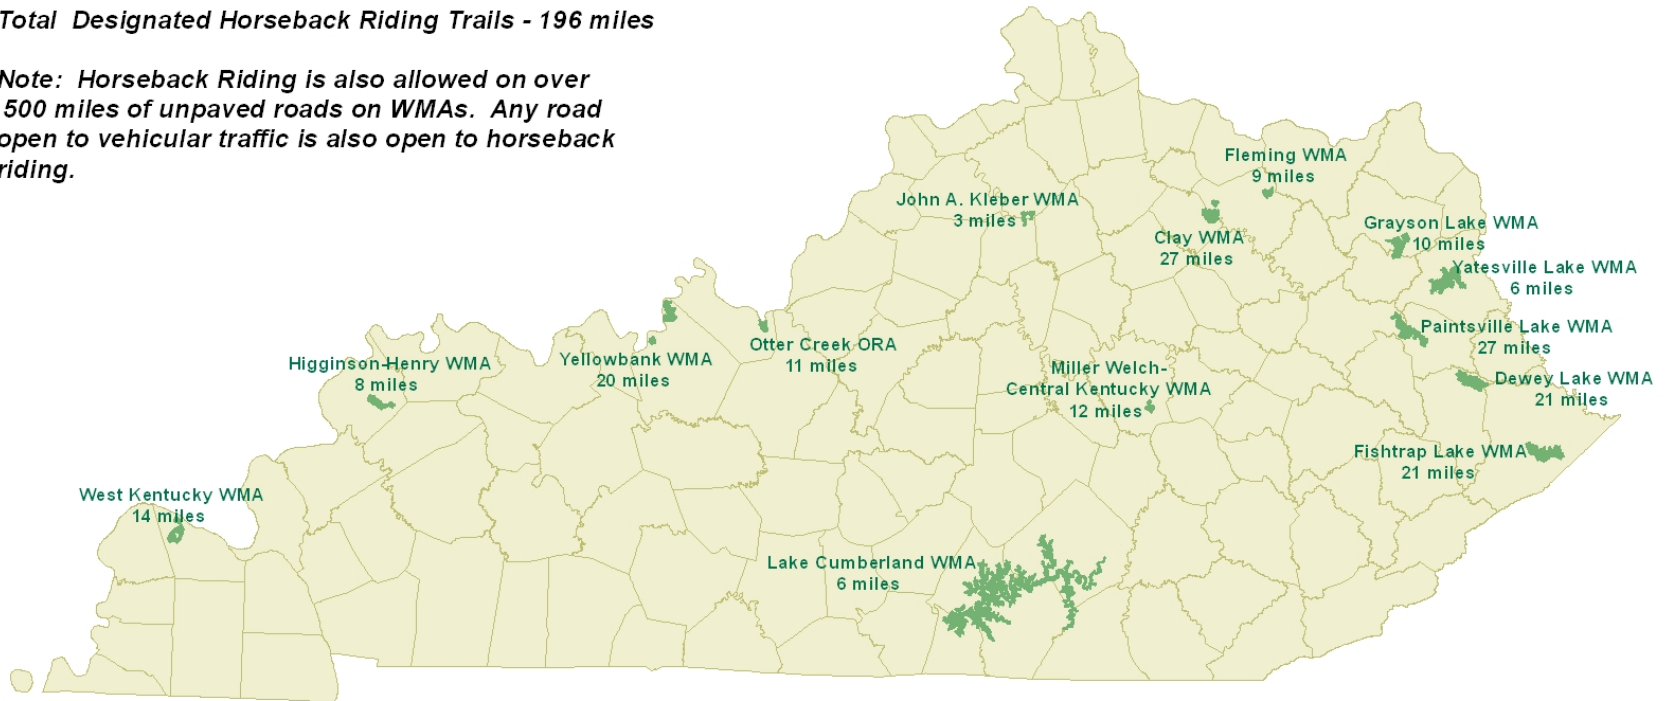 Total Designated Horseback Riding Trails - 196 miles
Note: Horseback Riding is also allowed on over
500 miles of unpaved roads on WMAs. Any road
open to vehicular traffic is also open to horseback
riding.
Fleming WMA
9 miles
John A. Kleber WMA
3 miles
Clay WMA
27 miles
Grayson Lake WMA
10 miles
Yatesville Lake WMA
6 miles
Paintsville Lake WMA
27 miles
Otter Creek ORA
11 miles
Yellowbank WMA
20 miles
Higginson-Henry WMA
8 miles
Miller Welch-
Central Kentucky WMA
12 miles
Dewey Lake WMA
21 miles
Fishtrap Lake WMA
21 miles
West Kentucky WMA
14 miles
Lake Cumberland WMA
6 miles